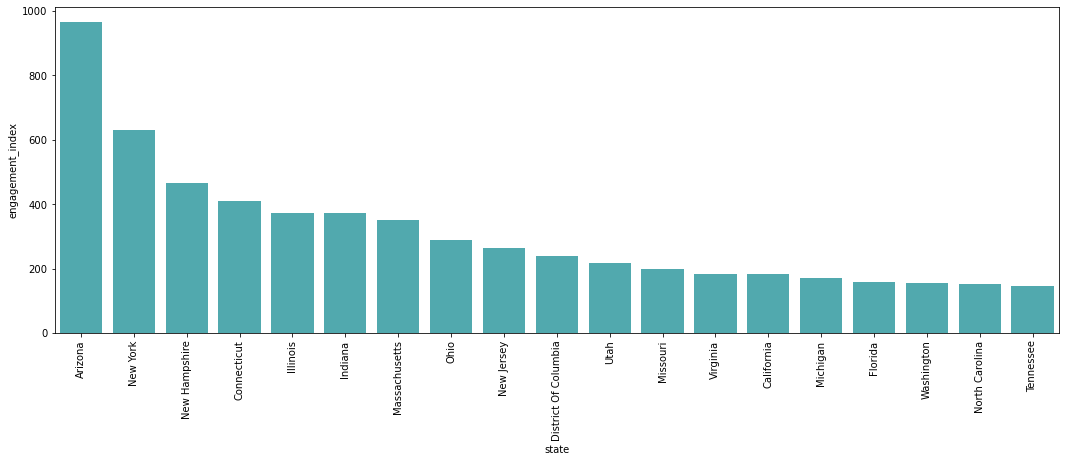 1000
800
600
400
200
0
engagement_index
Arizona
New York
New Hampshire
Connecticut
Illinois
Indiana
Massachusetts
Ohio
New Jersey
District Of Columbia
Utah
Missouri
Virginia
California
Michigan
Florida
Washington
North Carolina
Tennessee
state